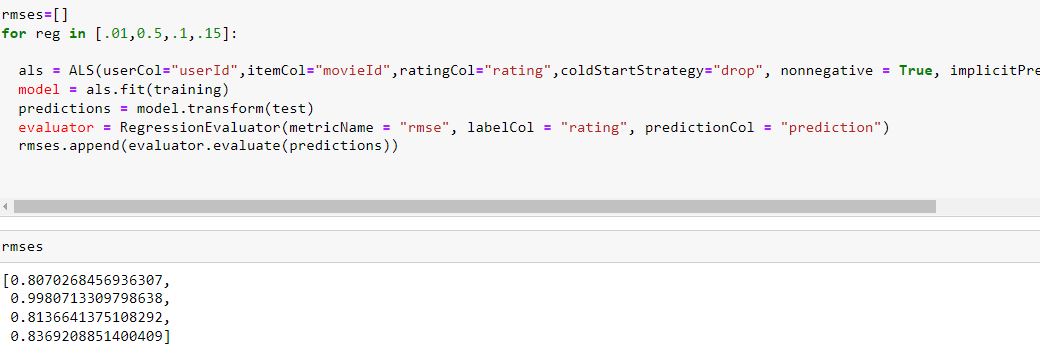 rmses=[]
for reg in [.01,0.5,.1,.15]:
als = ALS(userCol="userId",itemCol="movieId",ratingCol="rating",coldStartStrategy="drop", nonnegative = True, implicitPre
model = als.fit(training)
predictions = model.transform(test)
evaluator = RegressionEvaluator(metricName = "rmse", labelCol = "rating", predictionCol = "prediction")
rmses.append(evaluator.evaluate(predictions))
rmses
[0.8070268456936307,
0.9980713309798638,
0.8136641375108292,
0.8369208851400409]